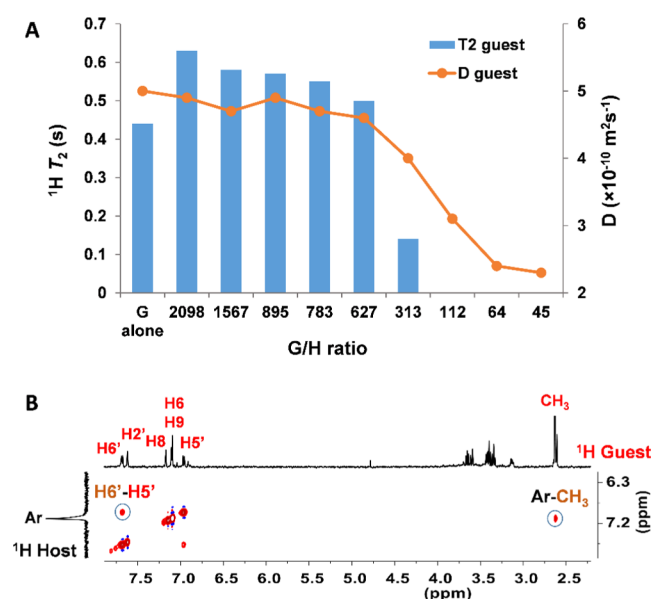 A
0.7
0.6
0.5
0.4
0.3
0.2
0.1
0
¹H T₂ (s)
T2 guest
D guest
6
5
4
3
2
D (×10⁻¹⁰ m²s⁻¹)
G alone 2098 1567 895 783 627 313 112 64 45
G/H ratio
B
H6' H2' H8 H6 H9 H5' CH₃
¹H Guest
H6'-H5'
Ar-CH₃
Ar
¹H Host
6.3
7.2
(ppm)
7.5 7.0 6.5 6.0 5.5 5.0 4.5 4.0 3.5 3.0 2.5
(ppm)